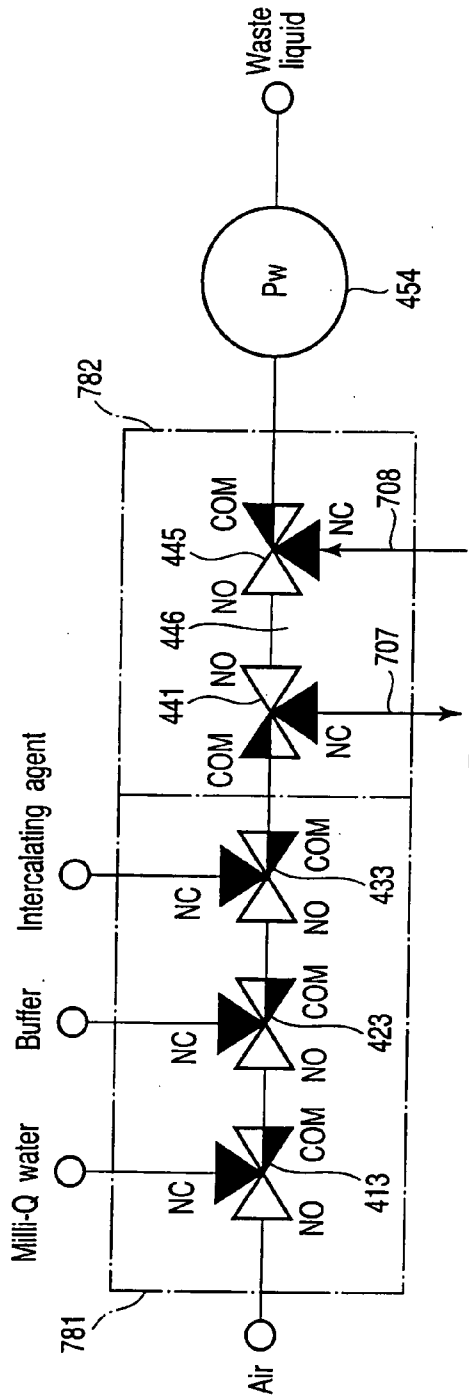 Milli-Q water
Buffer
Intercalating agent
781
782
NC
NC
NC
COM
NO
NO
COM
441
446
445
Air
NO
COM
413
NO
COM
423
NO
COM
433
NC
707
NC
708
Pw
454
Waste
liquid